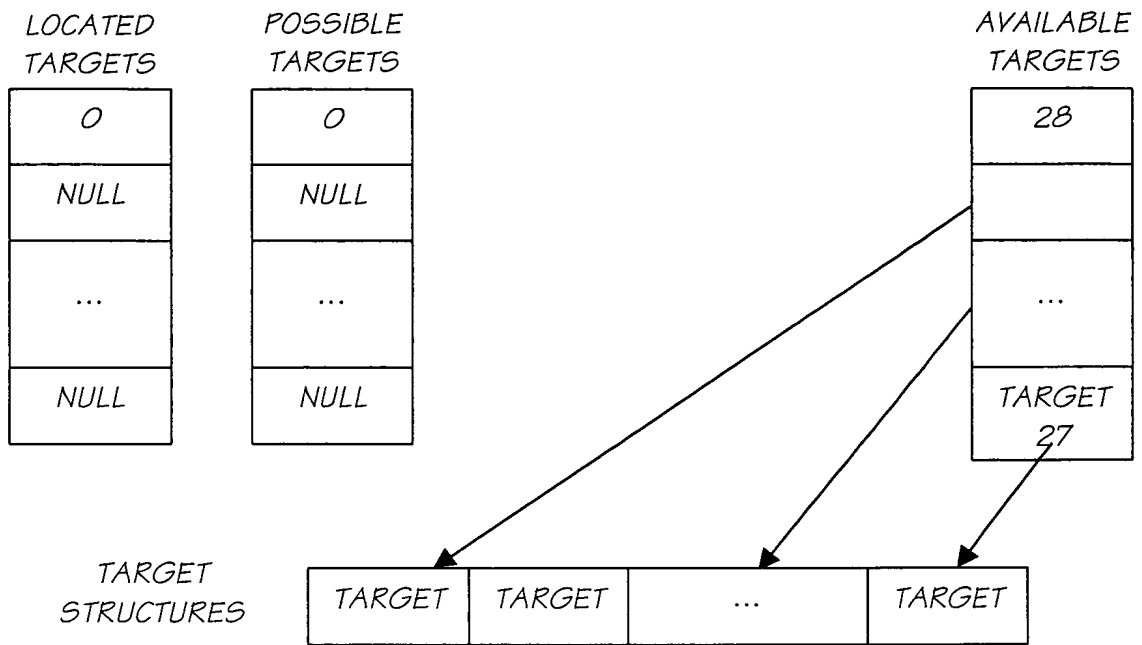 LOCATED
TARGETS
0
NULL
...
NULL
POSSIBLE
TARGETS
0
NULL
...
NULL
AVAILABLE
TARGETS
28
...
TARGET
27
TARGET
STRUCTURES
TARGET
TARGET
...
TARGET